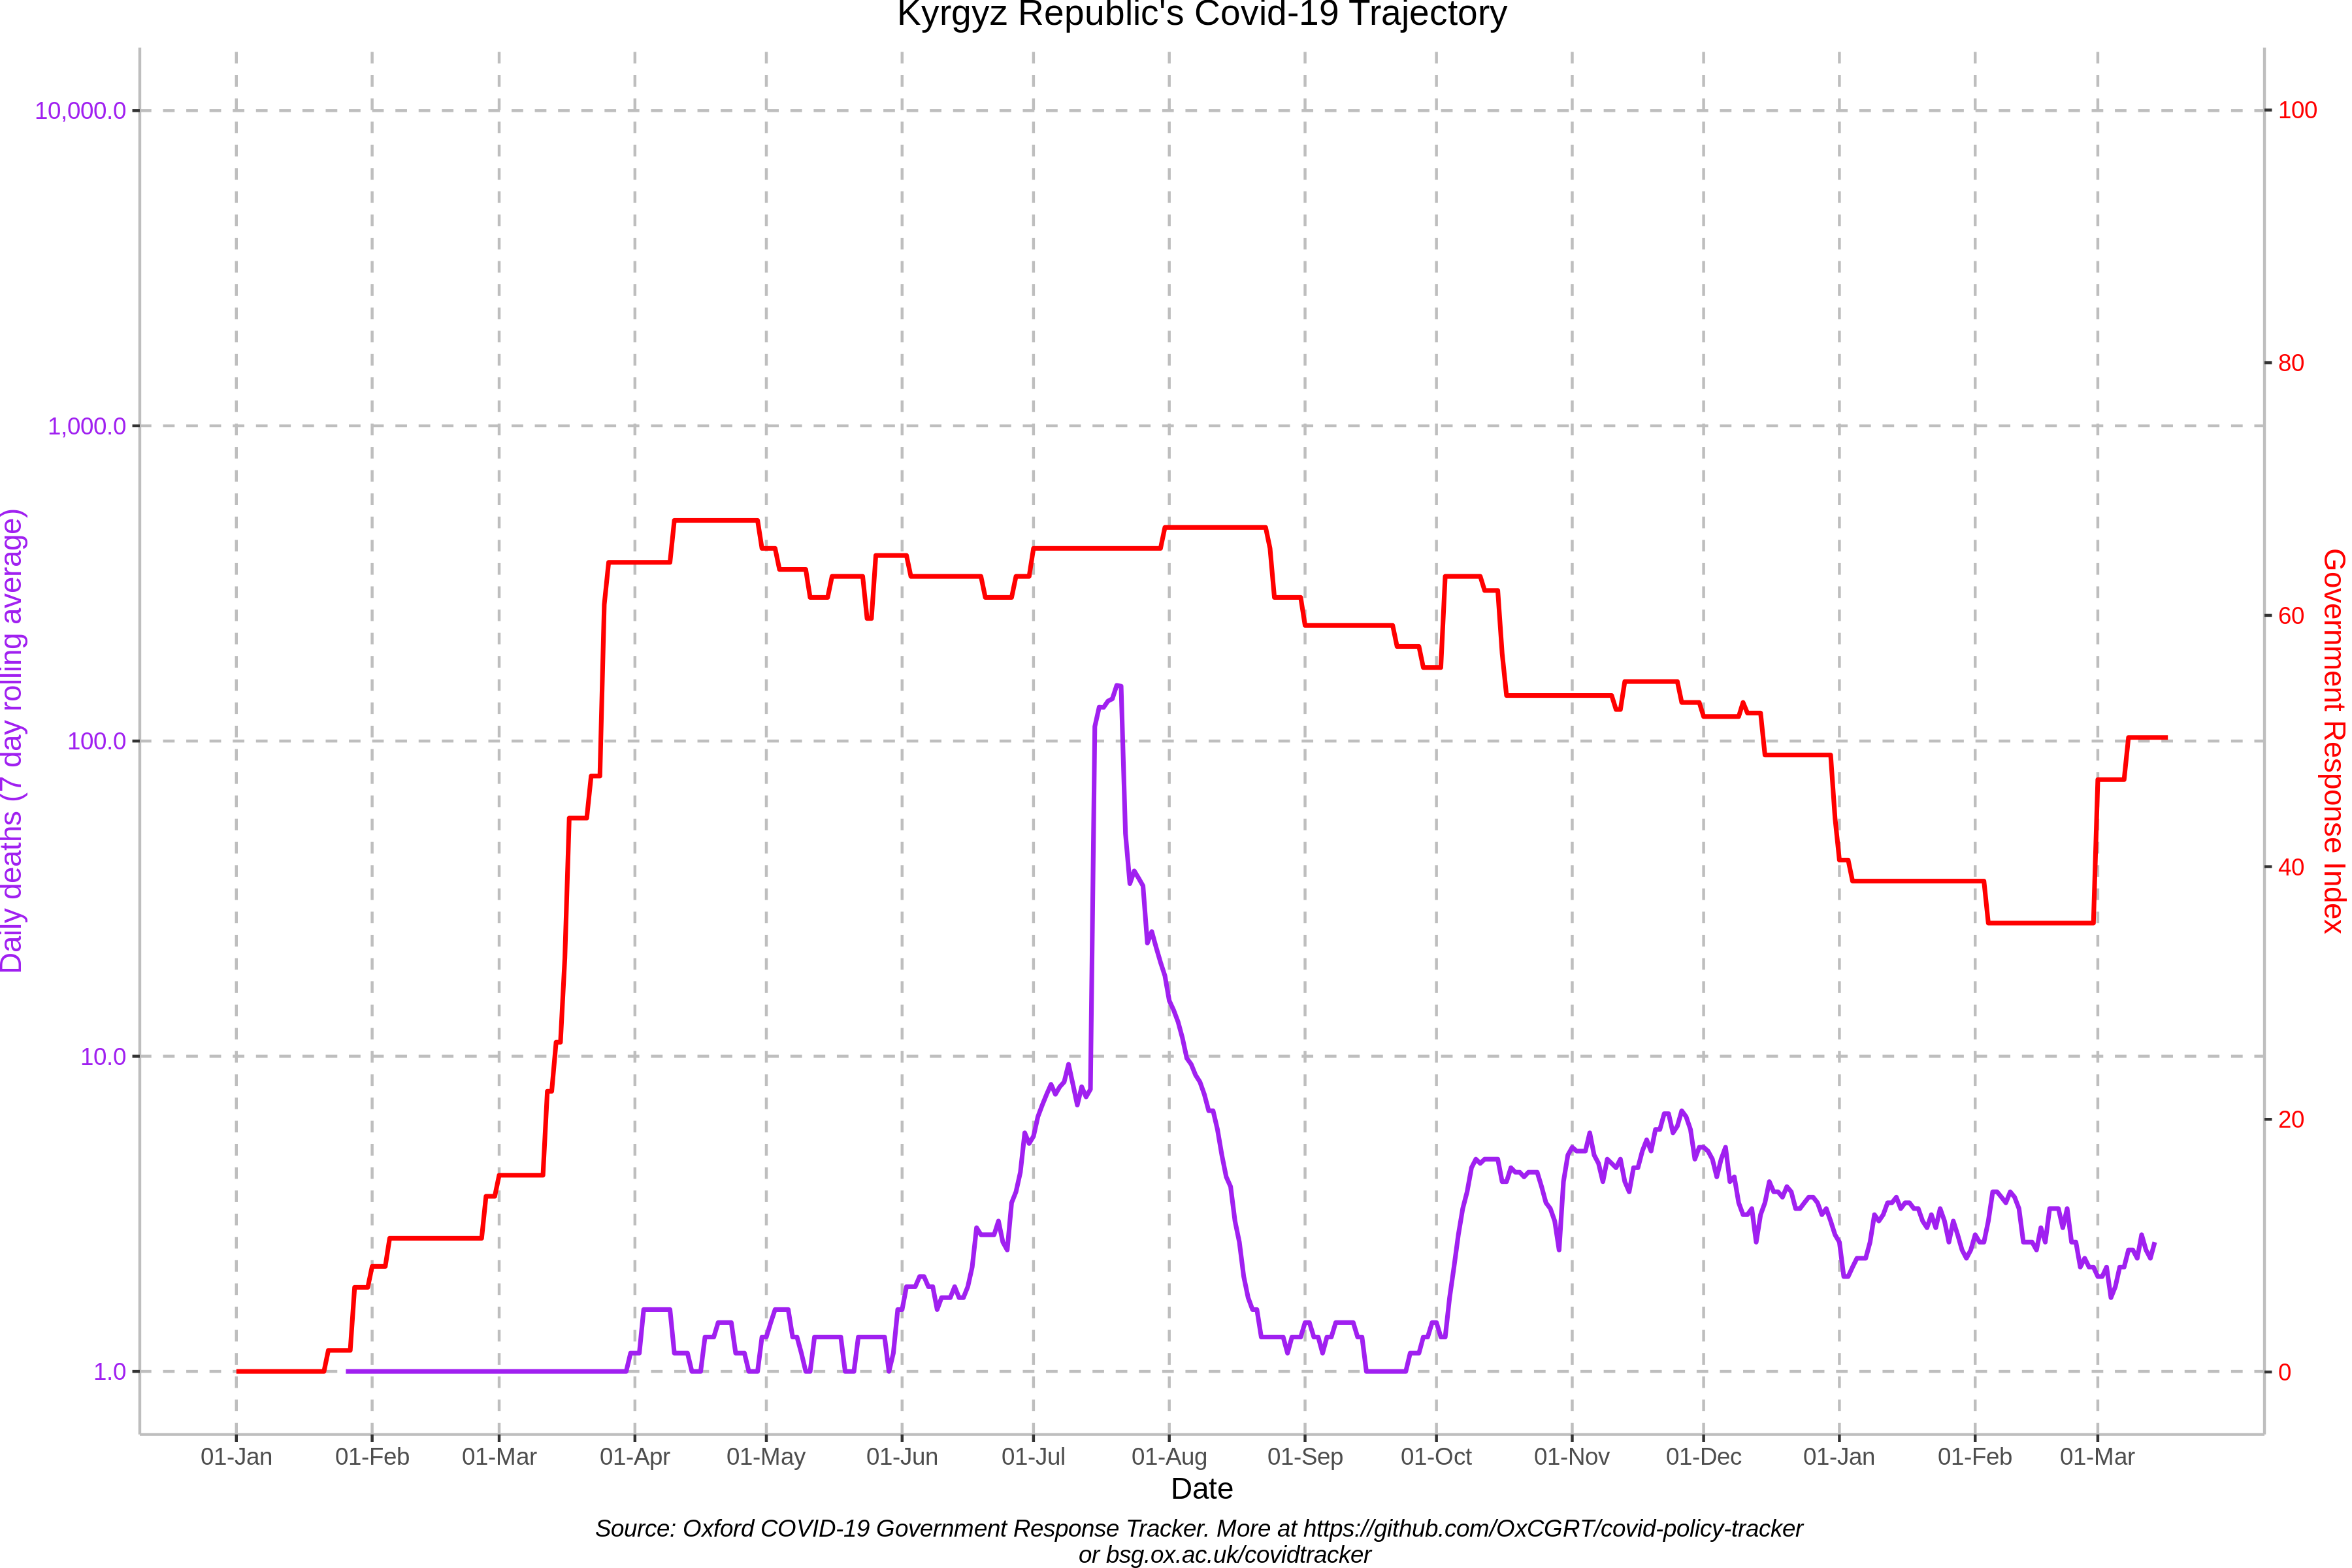 Kyrgyz Republic's Covid-19 Trajectory
10,000.0
1,000.0
100.0
10.0
1.0
Daily deaths (7 day rolling average)
100
80
60
40
20
0
Government Response Index
01-Jan 01-Feb 01-Mar 01-Apr 01-May 01-Jun 01-Jul 01-Aug 01-Sep 01-Oct 01-Nov 01-Dec 01-Jan 01-Feb 01-Mar
Date
Source: Oxford COVID-19 Government Response Tracker. More at https://github.com/OxCGRT/covid-policy-tracker
or bsg.ox.ac.uk/covidtracker